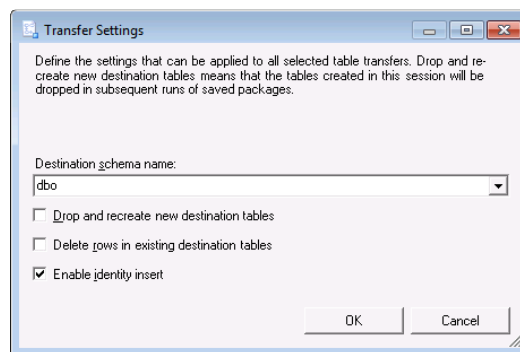 Transfer Settings
Define the settings that can be applied to all selected table transfers. Drop and re-
create new destination tables means that the tables created in this session will be
dropped in subsequent runs of saved packages.
Destination schema name:
dbo
Drop and recreate new destination tables
Delete rows in existing destination tables
Enable identity insert
OK Cancel